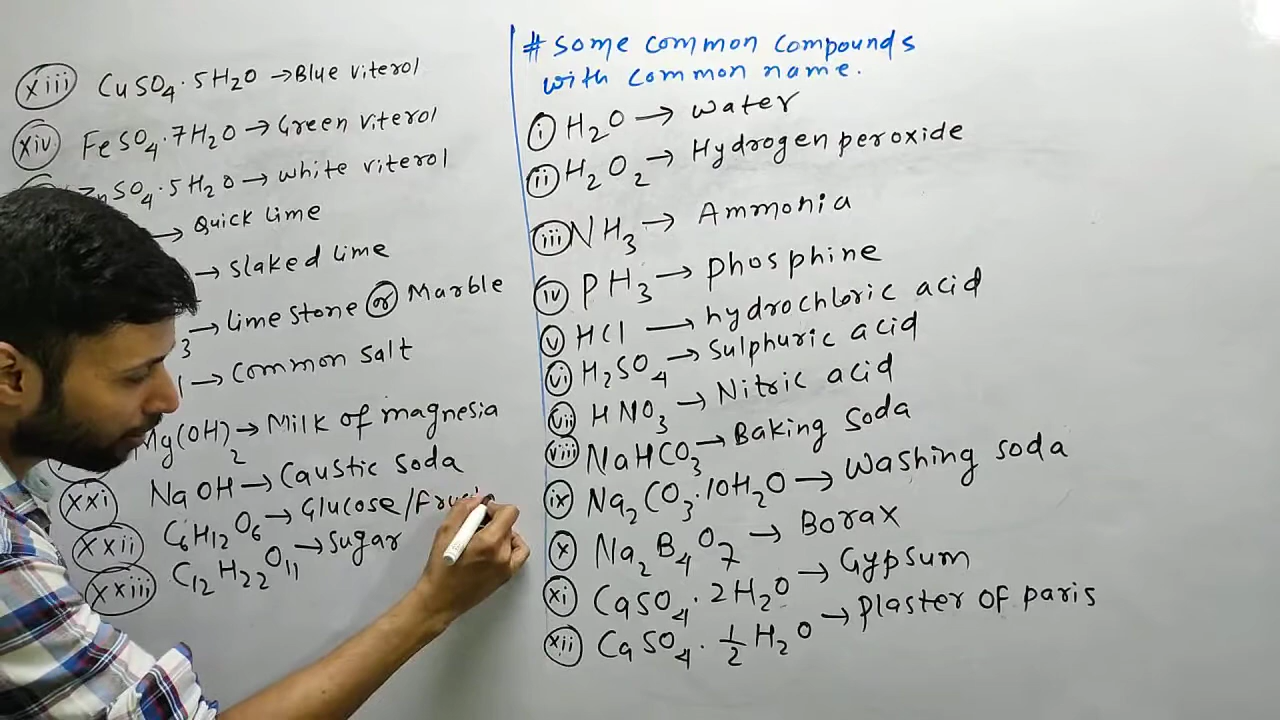 # Some common compounds
with common name.
i H2O → water
ii H2O2 → Hydrogen peroxide
iii NH3 → Ammonia
iv PH3 → phosphine
v HCl → hydrochloric acid
vi H2SO4 → Sulphuric acid
vii HNO3 → Nitric acid
viii NaHCO3 → Baking soda
ix Na2CO3·10H2O → Washing soda
x Na2B4O7 → Borax
xi CaSO4·2H2O → Gypsum
xii CaSO4·1/2H2O → Plaster of paris
xiii CuSO4·5H2O → Blue viterol
xiv FeSO4·7H2O → Green viterol
ZnSO4·5H2O → white viterol
→ Quick lime
→ Slaked lime
3 → lime stone or Marble
→ Common salt
Mg(OH)2 → Milk of magnesia
xxi NaOH → Caustic soda
xxii C6H12O6 → Glucose/
xxiii C12H22O11 → sugar